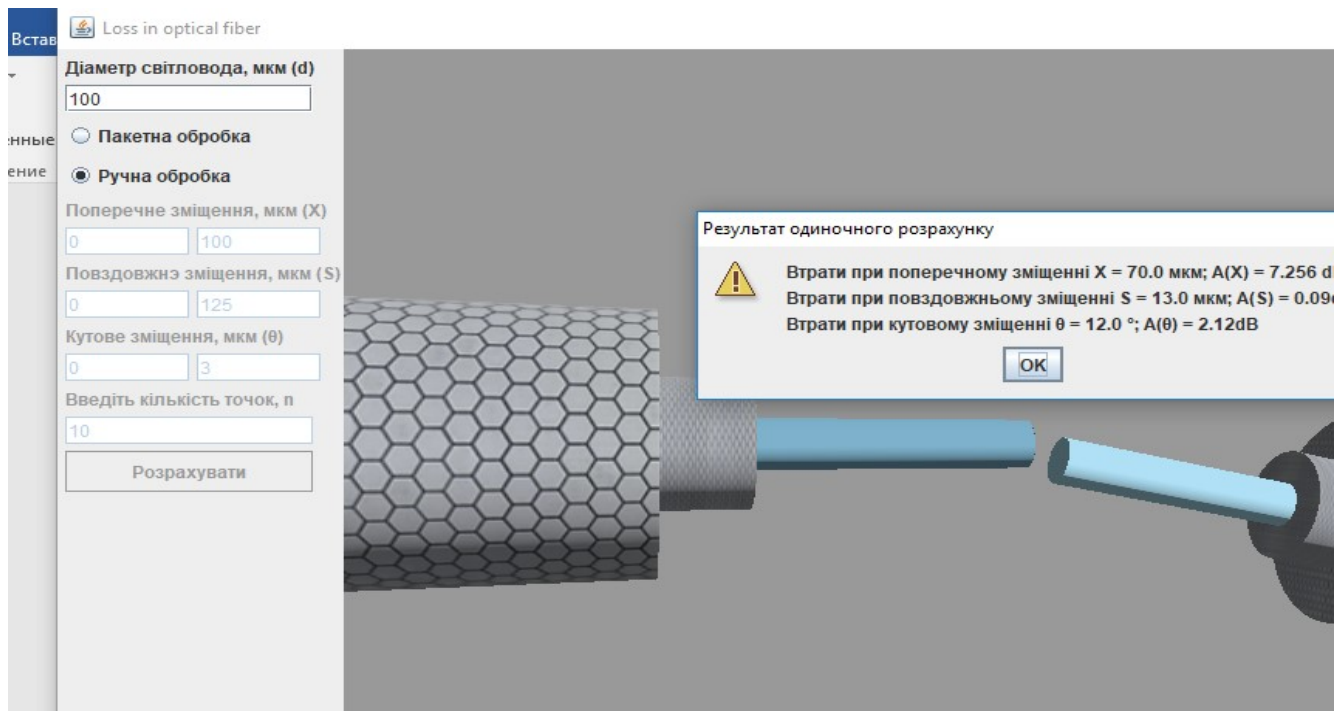 Встав
Loss in optical fiber
Діаметр світловода, мкм (d)
100
Пакетна обробка
енные
ение
Ручна обробка
Поперечне зміщення, мкм (X)
0 100
Повздовжнэ зміщення, мкм (S)
0 125
Кутове зміщення, мкм (θ)
0 3
Введіть кількість точок, n
10
Розрахувати
Результат одиночного розрахунку
Втрати при поперечному зміщенні X = 70.0 мкм; A(X) = 7.256 d
Втрати при повздовжньому зміщенні S = 13.0 мкм; A(S) = 0.09
Втрати при кутовому зміщенні θ = 12.0 °; A(θ) = 2.12dB
OK